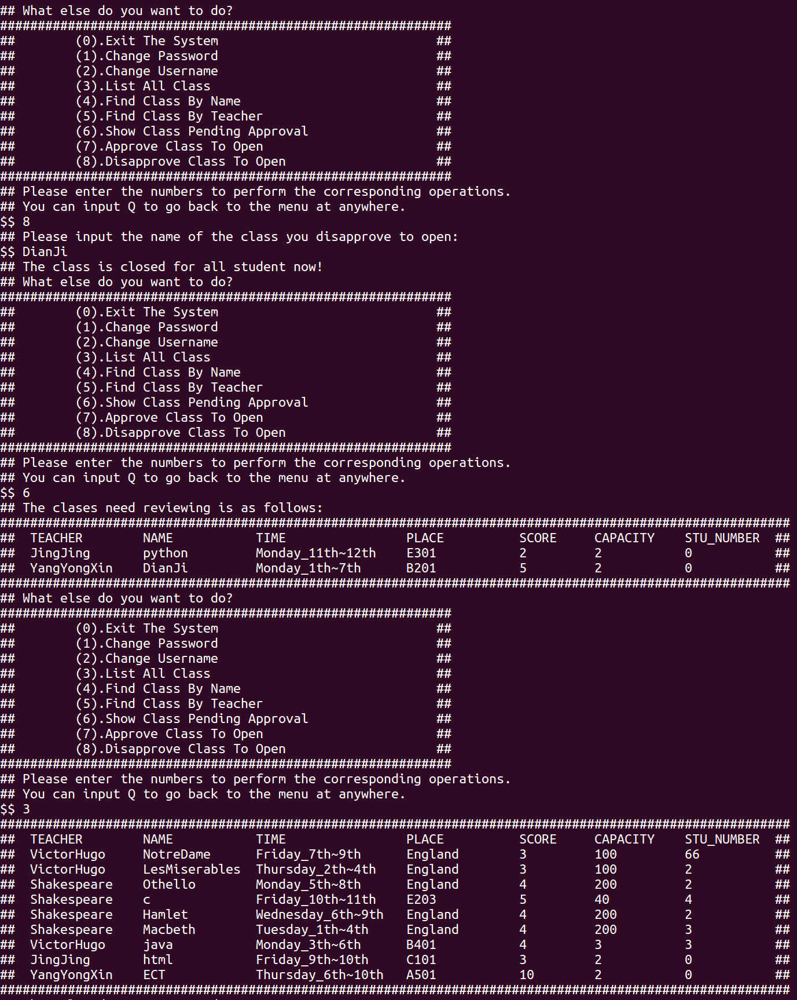 ## What else do you want to do?
############################################################
##        (0).Exit The System                             ##
##        (1).Change Password                             ##
##        (2).Change Username                             ##
##        (3).List All Class                              ##
##        (4).Find Class By Name                          ##
##        (5).Find Class By Teacher                       ##
##        (6).Show Class Pending Approval                 ##
##        (7).Approve Class To Open                       ##
##        (8).Disapprove Class To Open                    ##
############################################################
## Please enter the numbers to perform the corresponding operations.
## You can input Q to go back to the menu at anywhere.
$$ 8
## Please input the name of the class you disapprove to open:
$$ DianJi
## The class is closed for all student now!
## What else do you want to do?
############################################################
##        (0).Exit The System                             ##
##        (1).Change Password                             ##
##        (2).Change Username                             ##
##        (3).List All Class                              ##
##        (4).Find Class By Name                          ##
##        (5).Find Class By Teacher                       ##
##        (6).Show Class Pending Approval                 ##
##        (7).Approve Class To Open                       ##
##        (8).Disapprove Class To Open                    ##
############################################################
## Please enter the numbers to perform the corresponding operations.
## You can input Q to go back to the menu at anywhere.
$$ 6
## The clases need reviewing is as follows:
#########################################################################################################
##  TEACHER        NAME           TIME                PLACE          SCORE     CAPACITY    STU_NUMBER  ##
##  JingJing       python         Monday_11th~12th    E301           2         2           0           ##
##  YangYongXin    DianJi         Monday_1th~7th      B201           5         2           0           ##
#########################################################################################################
## What else do you want to do?
############################################################
##        (0).Exit The System                             ##
##        (1).Change Password                             ##
##        (2).Change Username                             ##
##        (3).List All Class                              ##
##        (4).Find Class By Name                          ##
##        (5).Find Class By Teacher                       ##
##        (6).Show Class Pending Approval                 ##
##        (7).Approve Class To Open                       ##
##        (8).Disapprove Class To Open                    ##
############################################################
## Please enter the numbers to perform the corresponding operations.
## You can input Q to go back to the menu at anywhere.
$$ 3
#########################################################################################################
##  TEACHER        NAME           TIME                PLACE          SCORE     CAPACITY    STU_NUMBER  ##
##  VictorHugo     NotreDame      Friday_7th~9th      England        3         100         66          ##
##  VictorHugo     LesMiserables  Thursday_2th~4th    England        3         100         2           ##
##  Shakespeare    Othello        Monday_5th~8th      England        4         200         2           ##
##  Shakespeare    c              Friday_10th~11th    E203           5         40          4           ##
##  Shakespeare    Hamlet         Wednesday_6th~9th   England        4         200         2           ##
##  Shakespeare    Macbeth        Tuesday_1th~4th     England        4         200         3           ##
##  VictorHugo     java           Monday_3th~6th      B401           4         3           3           ##
##  JingJing       html           Friday_9th~10th     C101           3         2           0           ##
##  YangYongXin    ECT            Thursday_6th~10th   A501           10        2           0           ##
#########################################################################################################